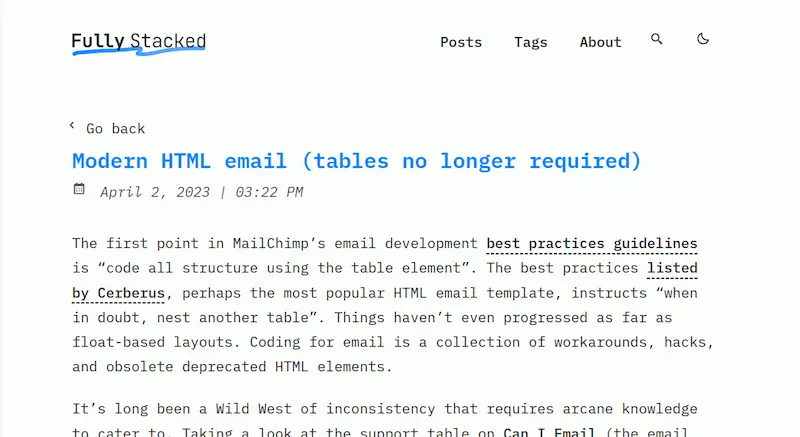 Fully Stacked
Posts Tags About
Go back
Modern HTML email (tables no longer required)
April 2, 2023 | 03:22 PM
The first point in MailChimp’s email development best practices guidelines
is “code all structure using the table element”. The best practices listed
by Cerberus, perhaps the most popular HTML email template, instructs “when
in doubt, nest another table”. Things haven’t even progressed as far as
float-based layouts. Coding for email is a collection of workarounds, hacks,
and obsolete deprecated HTML elements.
It’s long been a Wild West of inconsistency that requires arcane knowledge
to cater to. Taking a look at the support table on Can I Email (the email